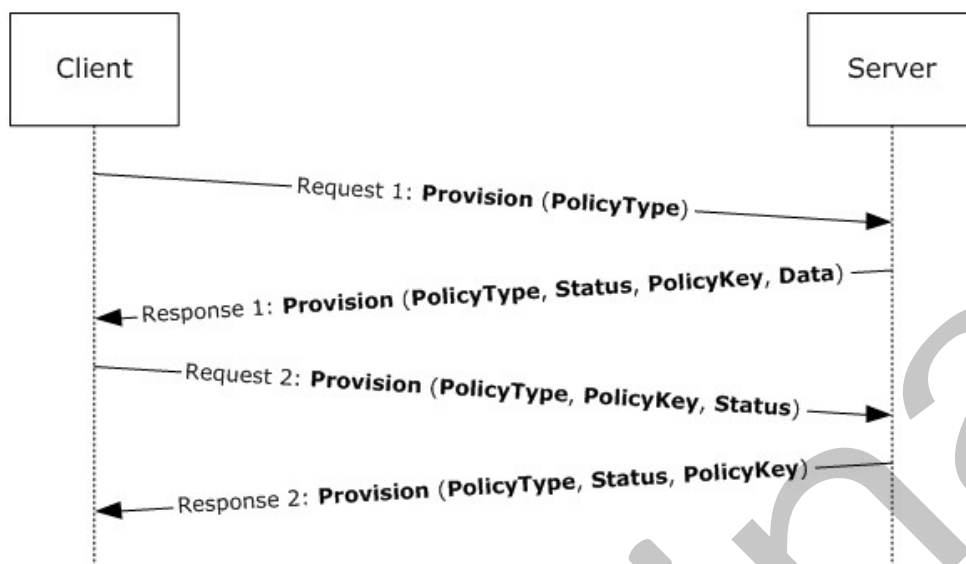 Client
Server
Request 1: Provision (PolicyType)
Response 1: Provision (PolicyType, Status, PolicyKey, Data)
Request 2: Provision (PolicyType, PolicyKey, Status)
Response 2: Provision (PolicyType, Status, PolicyKey)